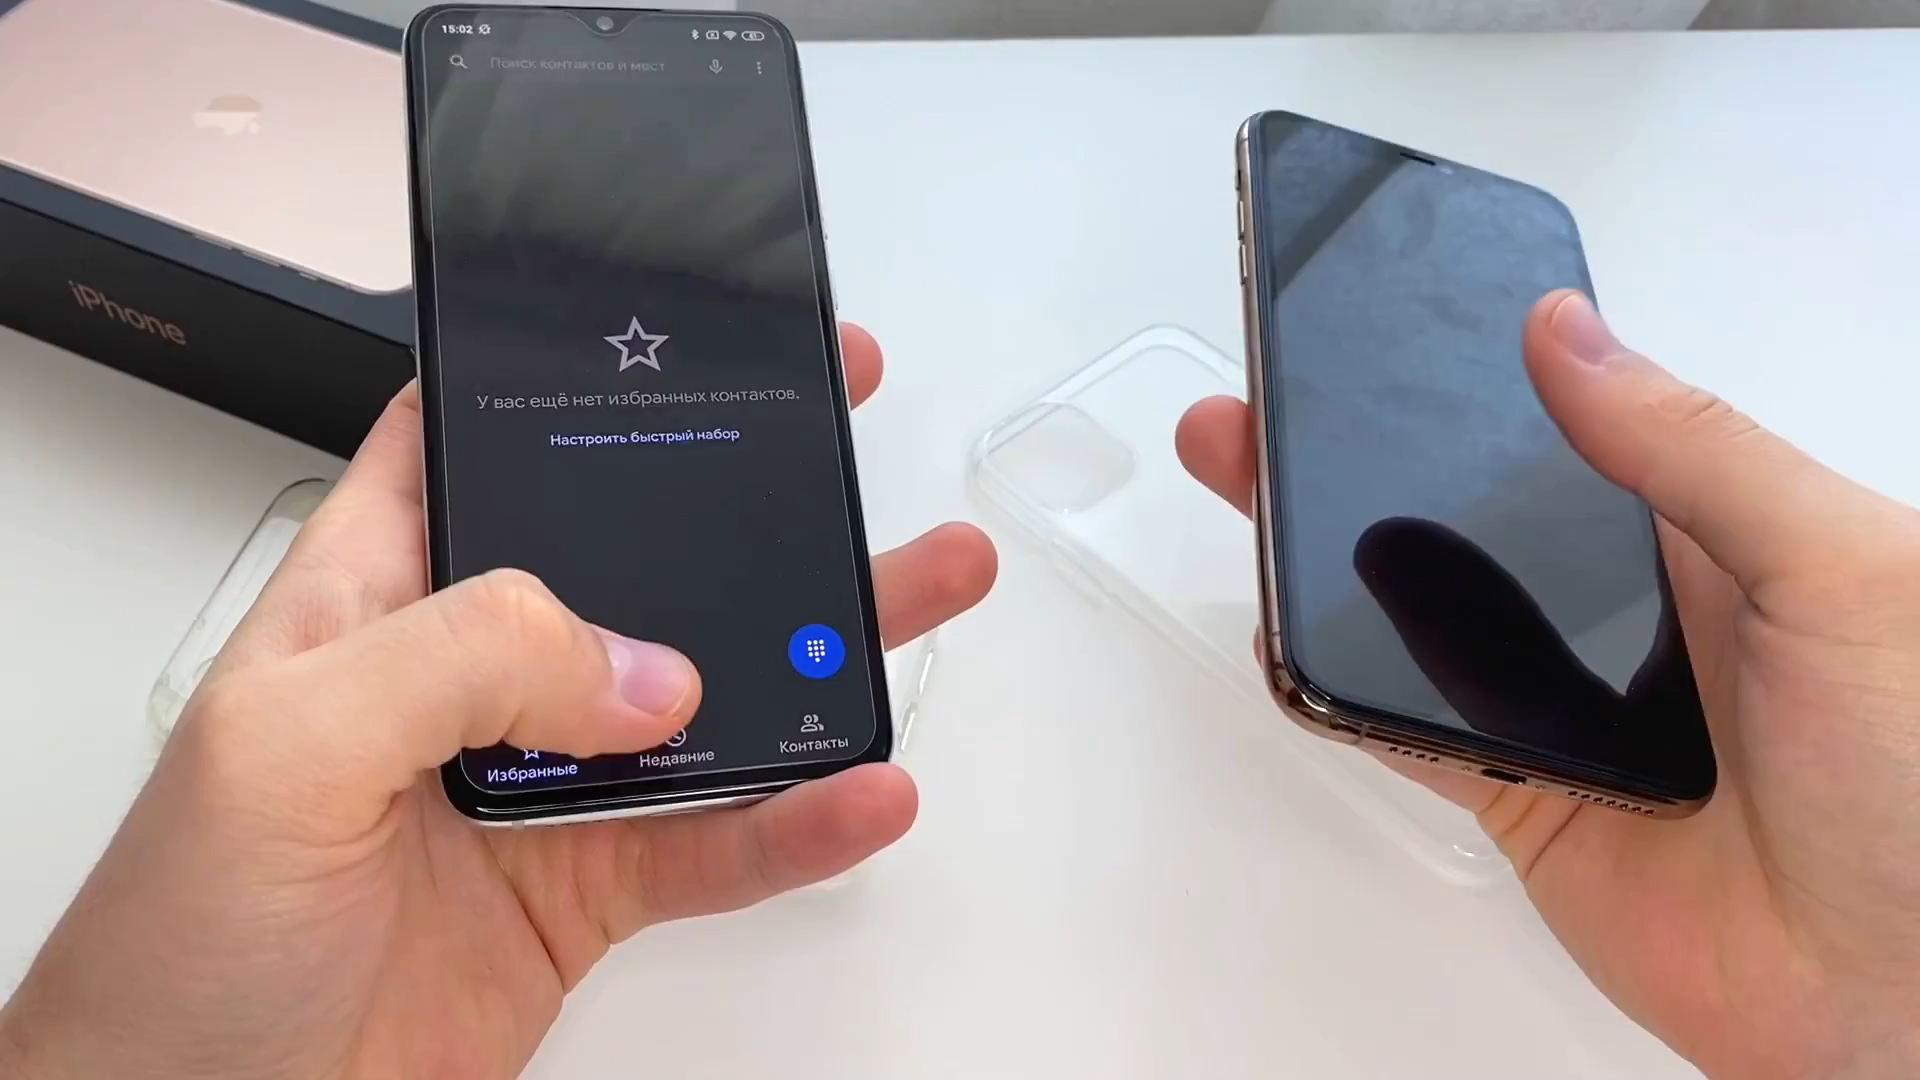 15:02
Поиск контактов и мест
iPhone
У вас ещё нет избранных контактов.
Настроить быстрый набор
Избранные
Недавние
Контакты